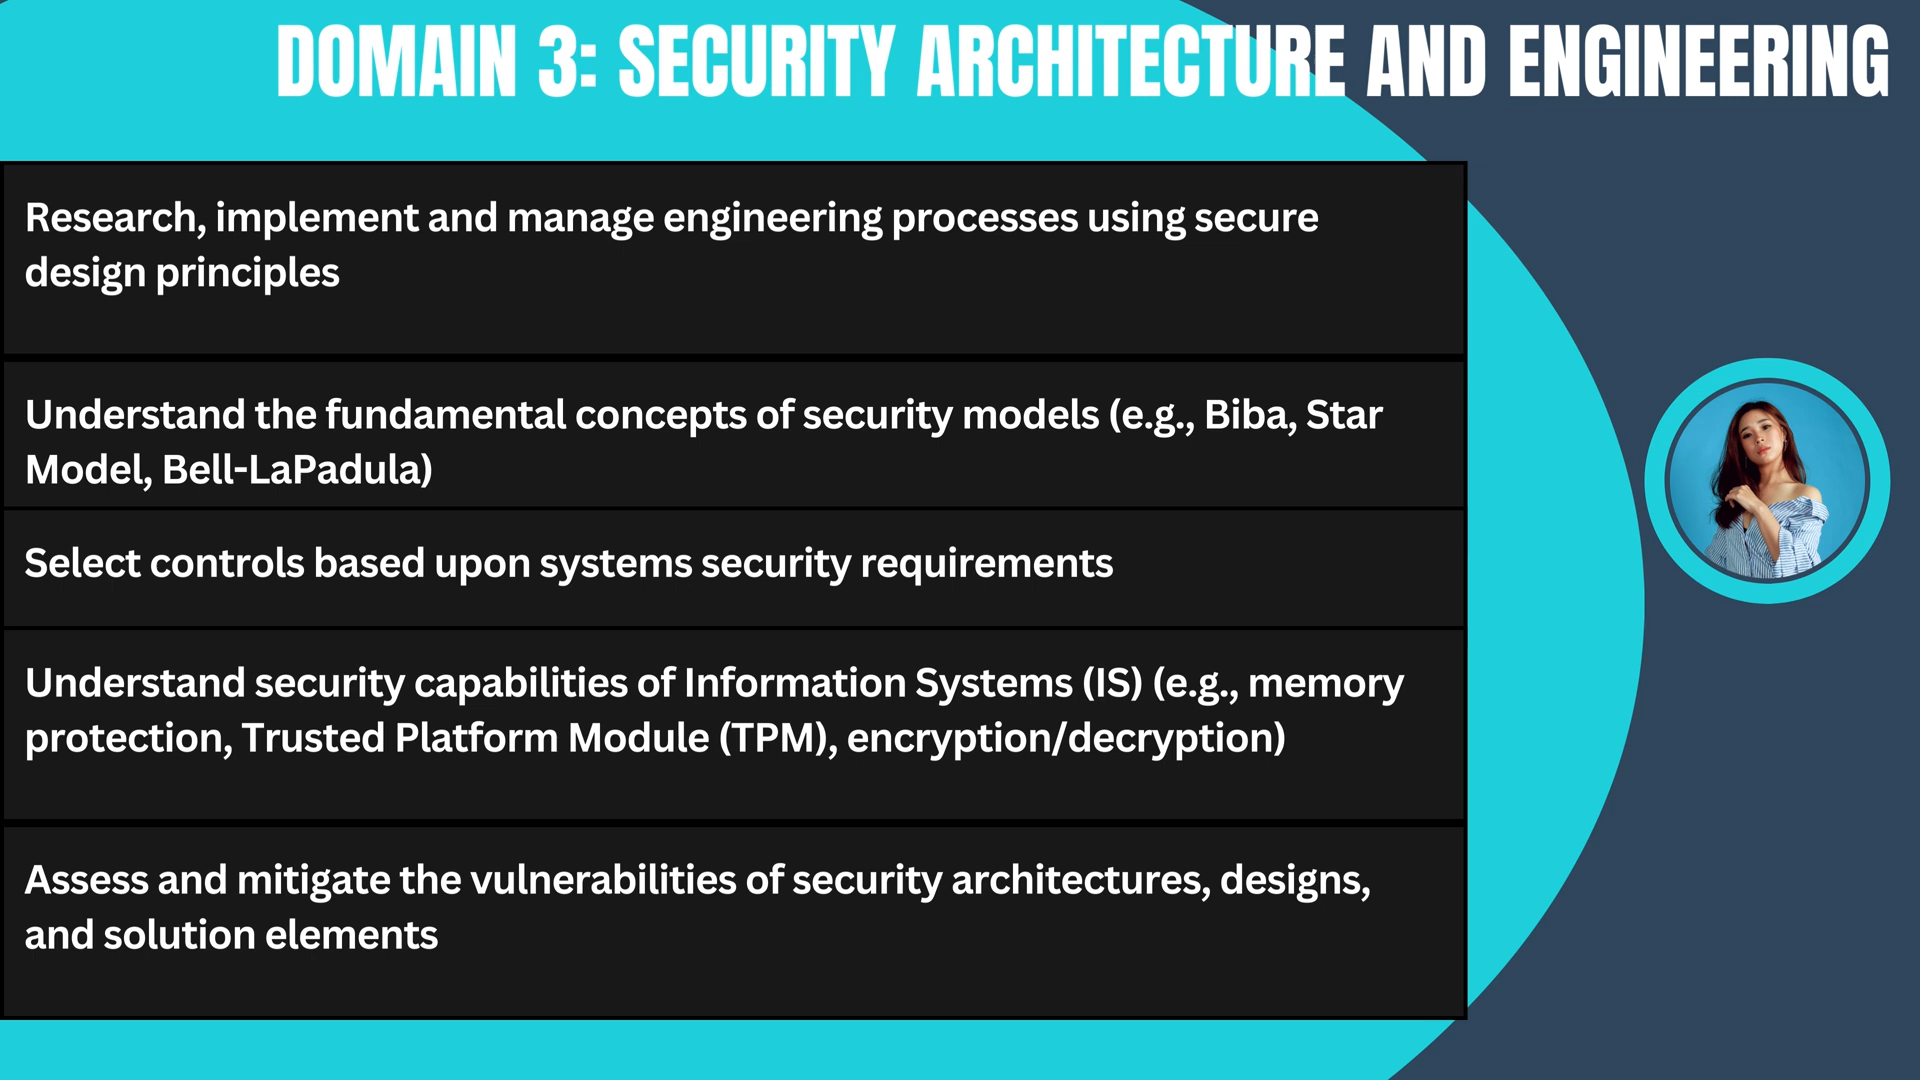 DOMAIN 3: SECURITY ARCHITECTURE AND ENGINEERING
Research, implement and manage engineering processes using secure
design principles
Understand the fundamental concepts of security models (e.g., Biba, Star
Model, Bell-LaPadula)
Select controls based upon systems security requirements
Understand security capabilities of Information Systems (IS) (e.g., memory
protection, Trusted Platform Module (TPM), encryption/decryption)
Assess and mitigate the vulnerabilities of security architectures, designs,
and solution elements